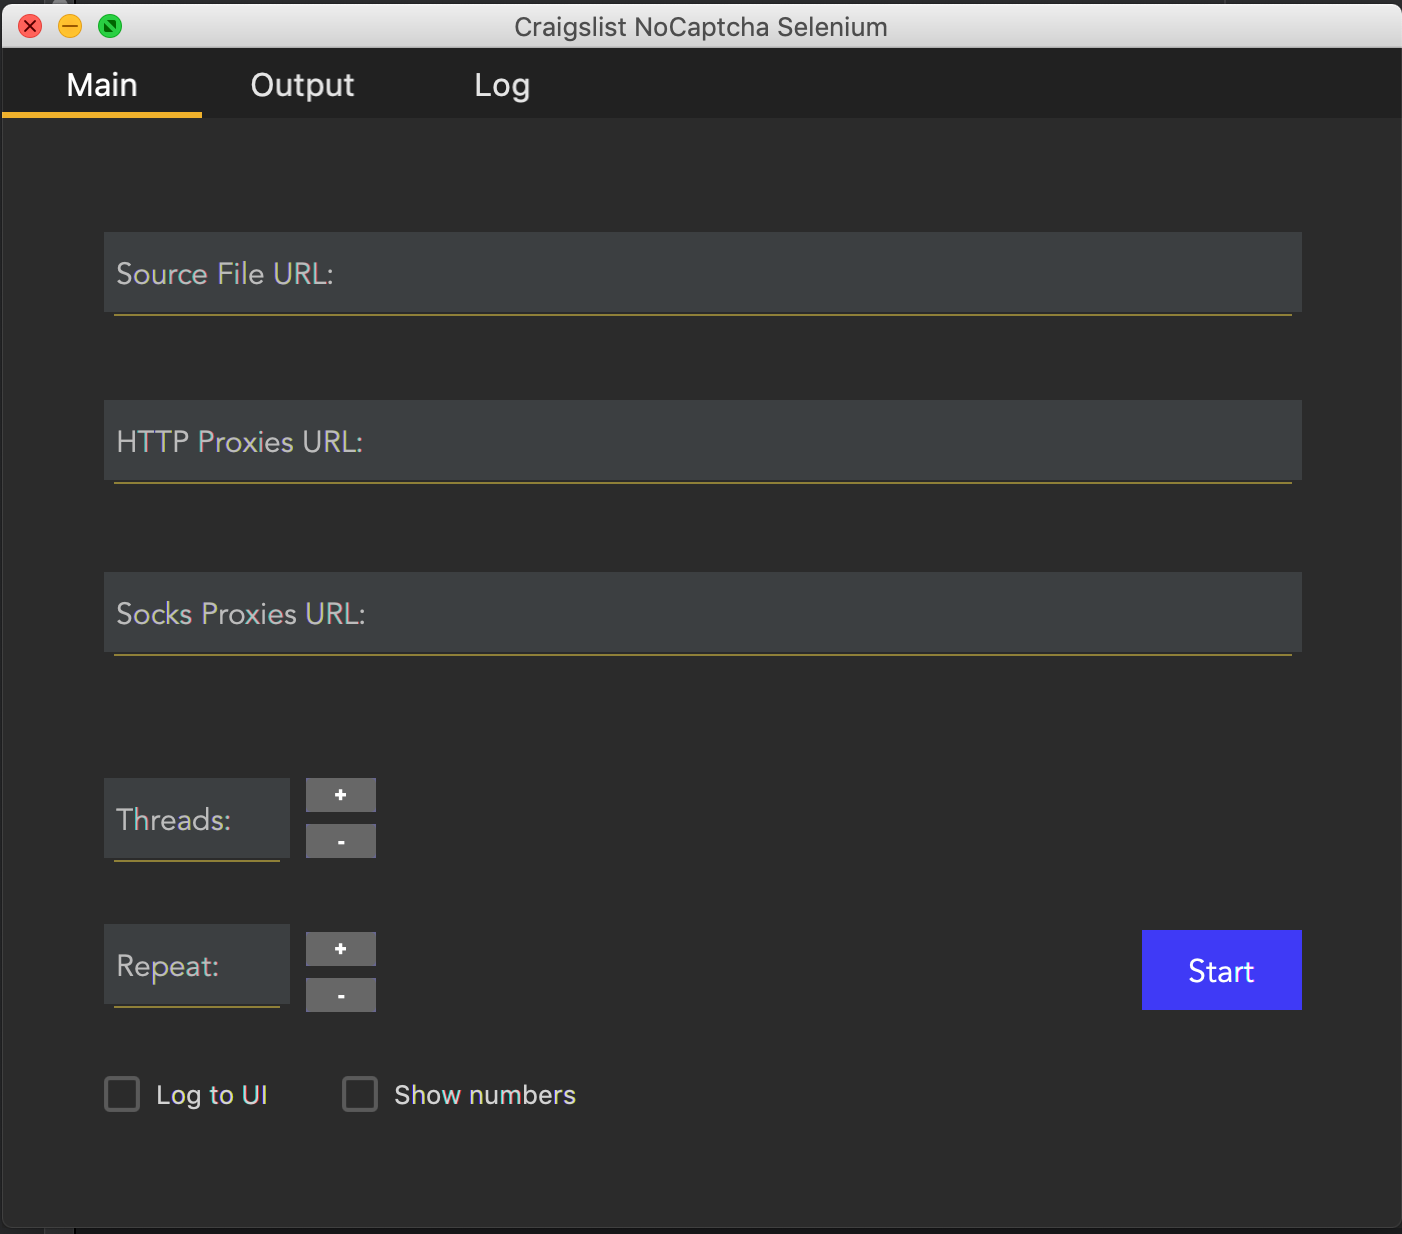 Craigslist NoCaptcha Selenium
Main Output Log
Source File URL:
HTTP Proxies URL:
Socks Proxies URL:
+
Threads:
-
+
Repeat:
-
Start
Log to UI Show numbers